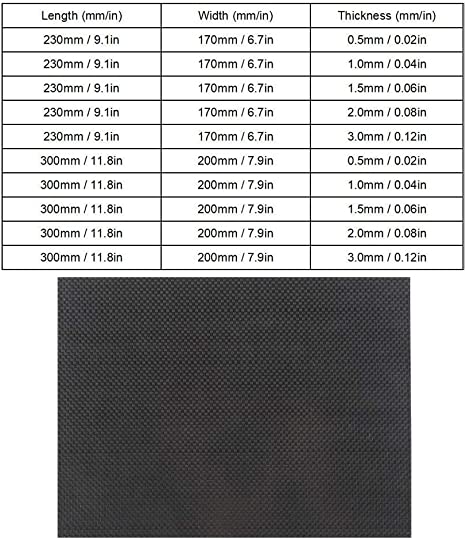 Length (mm/in) Width (mm/in) Thickness (mm/in)
230mm / 9.1in 170mm / 6.7in 0.5mm / 0.02in
230mm / 9.1in 170mm / 6.7in 1.0mm / 0.04in
230mm / 9.1in 170mm / 6.7in 1.5mm / 0.06in
230mm / 9.1in 170mm / 6.7in 2.0mm / 0.08in
230mm / 9.1in 170mm / 6.7in 3.0mm / 0.12in
300mm / 11.8in 200mm / 7.9in 0.5mm / 0.02in
300mm / 11.8in 200mm / 7.9in 1.0mm / 0.04in
300mm / 11.8in 200mm / 7.9in 1.5mm / 0.06in
300mm / 11.8in 200mm / 7.9in 2.0mm / 0.08in
300mm / 11.8in 200mm / 7.9in 3.0mm / 0.12in